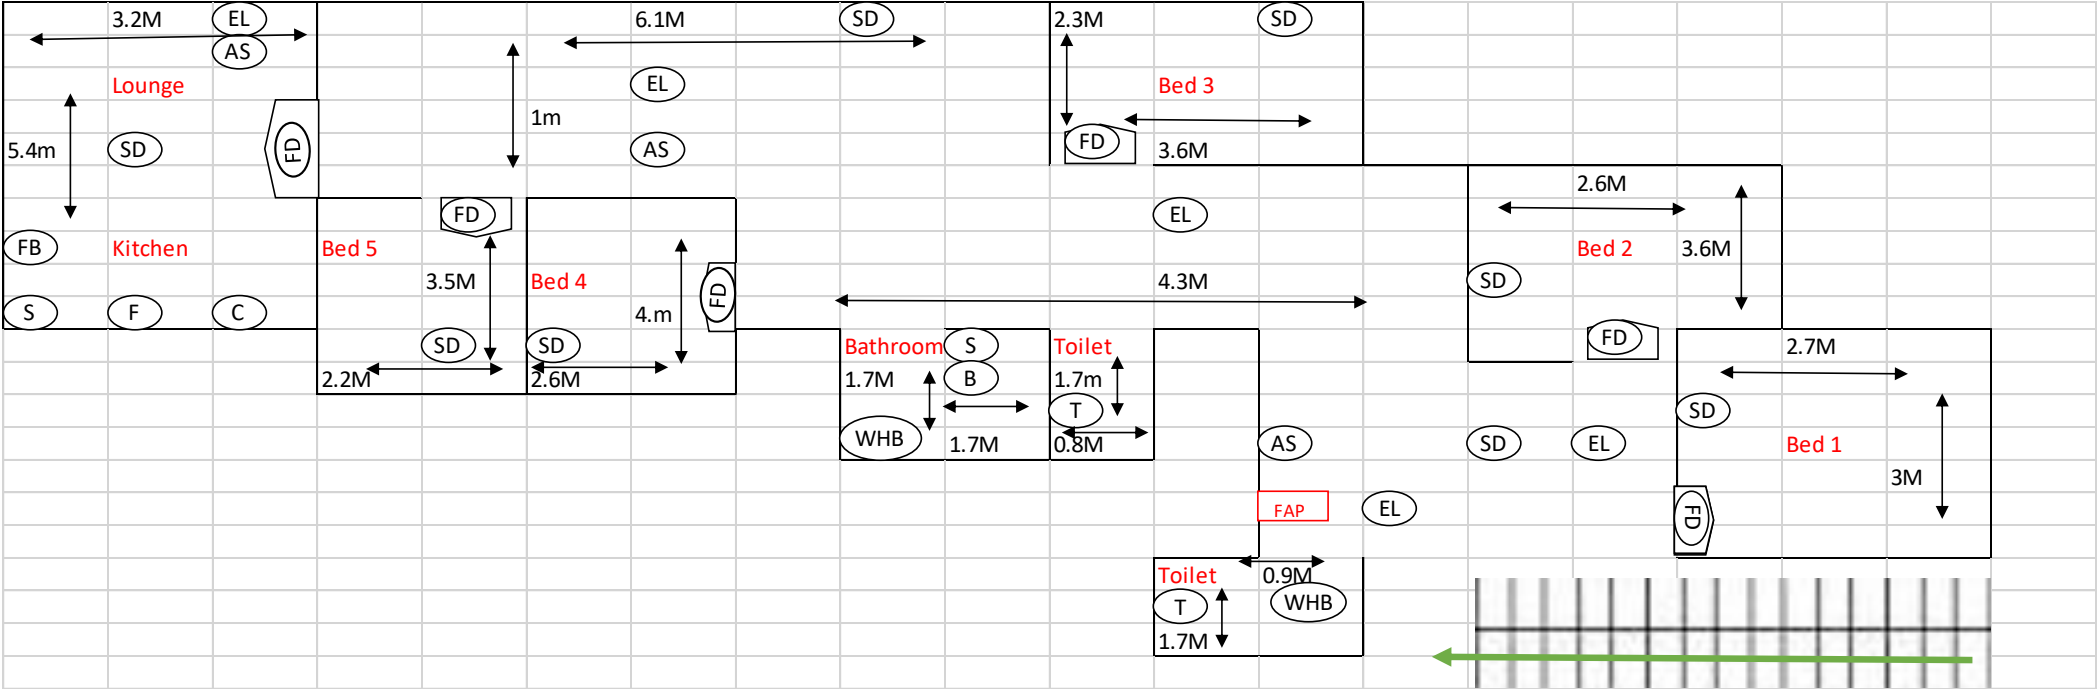 3.2M EL 6.1M SD 2.3M SD
AS
Lounge EL Bed 3
1m
5.4m SD FD AS FD 3.6M
2.6M
FD EL
FB Kitchen Bed 5 Bed 2 3.6M
3.5M Bed 4 4.3M SD
S F C 4.m FD
SD SD Bathroom S Toilet FD 2.7M
2.2M 2.6M 1.7M B 1.7m
T SD
WHB 1.7M 0.8M AS SD EL Bed 1
3M
FAP EL FD
Toilet 0.9M
T WHB
1.7M